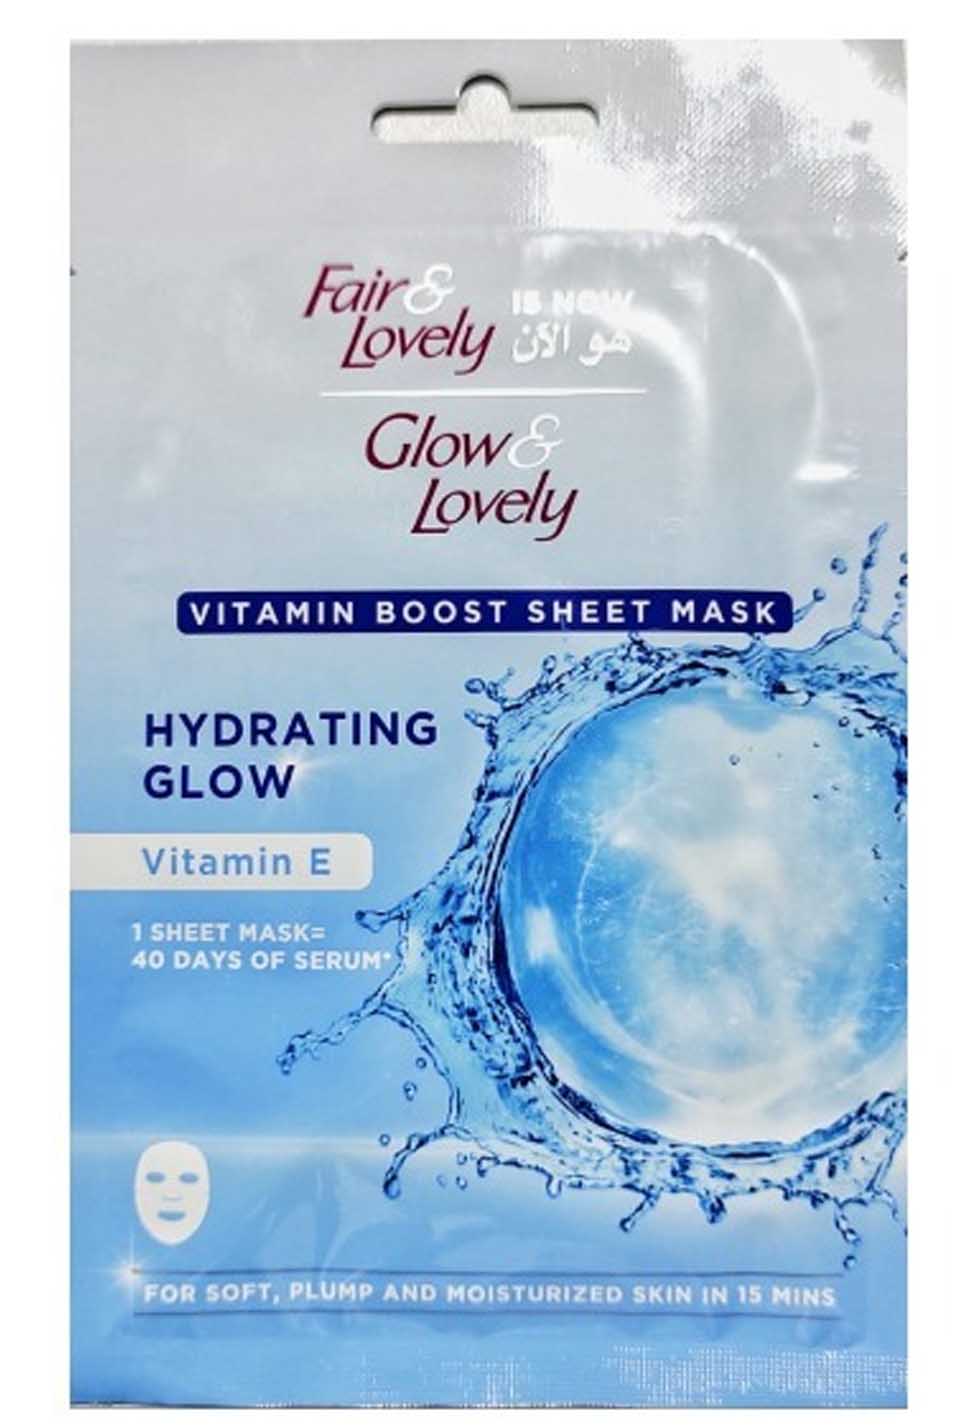 Fair &
Lovely
IS NOW
هو الآن
Glow &
Lovely
VITAMIN BOOST SHEET MASK
HYDRATING
GLOW
Vitamin E
1 SHEET MASK=
40 DAYS OF SERUM*
FOR SOFT, PLUMP AND MOISTURIZED SKIN IN 15 MINS